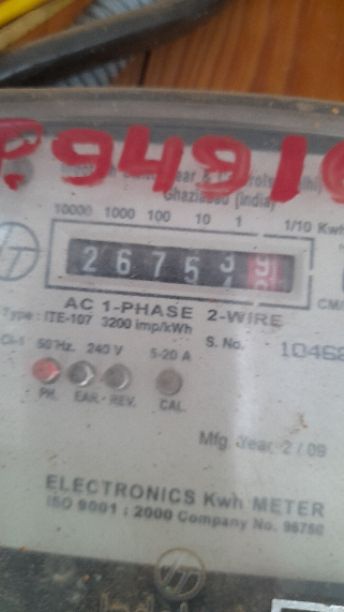 Ghaziabad (India)
10000 1000 100 10 1 1/10 Kwh
2 6 7 5 3 9
AC 1-PHASE 2-WIRE
Type : ITE-107 3200 imp/kWh
50 Hz. 240 V 5-20 A S. No.
PH. EAR. REV. CAL.
Mfg. Year. 2 / 09
ELECTRONICS Kwh METER
ISO 9001 : 2000 Company No. 96750